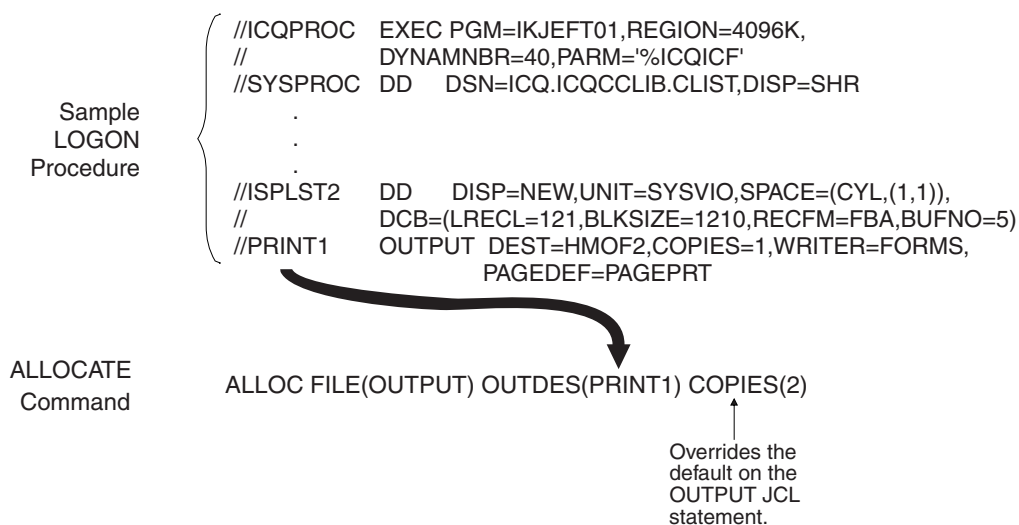 //ICQPROC EXEC PGM=IKJEFT01,REGION=4096K,
// DYNAMNBR=40,PARM='%ICQICF'
//SYSPROC DD DSN=ICQ.ICQCCLIB.CLIST,DISP=SHR
.
.
.
Sample
LOGON
Procedure
//ISPLST2 DD DISP=NEW,UNIT=SYSVIO,SPACE=(CYL,(1,1)),
// DCB=(LRECL=121,BLKSIZE=1210,RECFM=FBA,BUFNO=5)
//PRINT1 OUTPUT DEST=HMOF2,COPIES=1,WRITER=FORMS,
PAGEDEF=PAGEPRT
ALLOCATE
Command
ALLOC FILE(OUTPUT) OUTDES(PRINT1) COPIES(2)
Overrides the
default on the
OUTPUT JCL
statement.